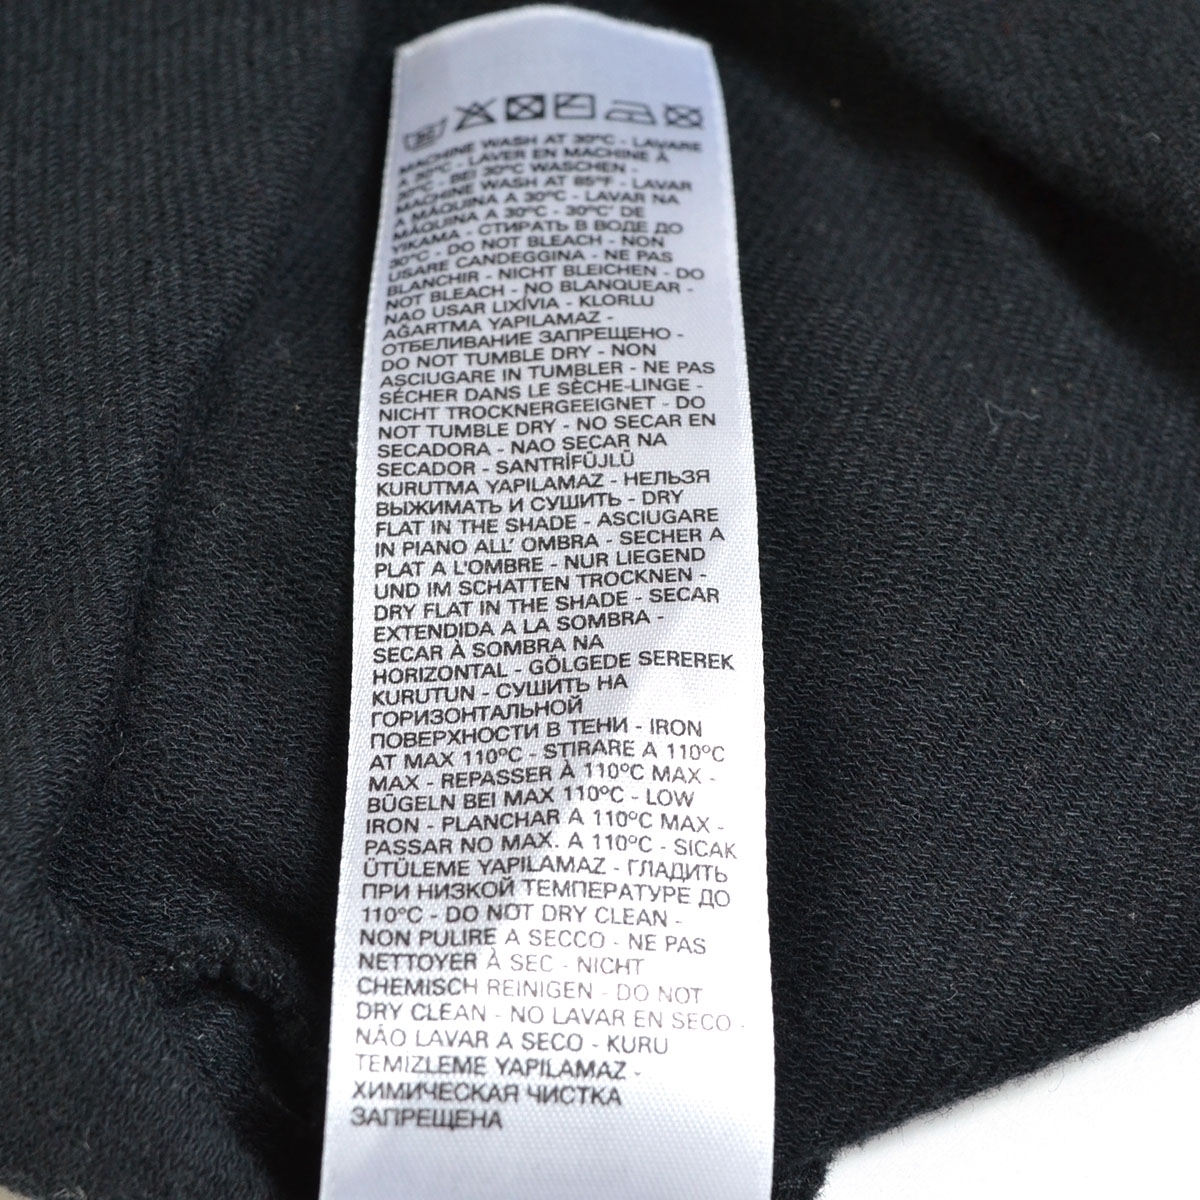 MACHINE WASH AT 30°C - LAVARE
A 30°C - LAVER EN MACHINE À
30°C - BEI 30°C WASCHEN -
MACHINE WASH AT 85°F - LAVAR
A MÁQUINA A 30°C - LAVAR NA
MÁQUINA A 30°C - 30°C' DE
YIKAMA - СТИРАТЬ В ВОДЕ ДО
30°C - DO NOT BLEACH - NON
USARE CANDEGGINA - NE PAS
BLANCHIR - NICHT BLEICHEN - DO
NOT BLEACH - NO BLANQUEAR -
NAO USAR LIXÍVIA - KLORLU
AĞARTMA YAPILAMAZ -
ОТБЕЛИВАНИЕ ЗАПРЕЩЕНО -
DO NOT TUMBLE DRY - NON
ASCIUGARE IN TUMBLER - NE PAS
SÉCHER DANS LE SÈCHE-LINGE -
NICHT TROCKNERGEEIGNET - DO
NOT TUMBLE DRY - NO SECAR EN
SECADORA - NAO SECAR NA
SECADOR - SANTRİFÜJLÜ
KURUTMA YAPILAMAZ - НЕЛЬЗЯ
ВЫЖИМАТЬ И СУШИТЬ - DRY
FLAT IN THE SHADE - ASCIUGARE
IN PIANO ALL' OMBRA - SECHER A
PLAT A L'OMBRE - NUR LIEGEND
UND IM SCHATTEN TROCKNEN -
DRY FLAT IN THE SHADE - SECAR
EXTENDIDA A LA SOMBRA -
SECAR À SOMBRA NA
HORIZONTAL - GÖLGEDE SEREREK
KURUTUN - СУШИТЬ НА
ГОРИЗОНТАЛЬНОЙ
ПОВЕРХНОСТИ В ТЕНИ - IRON
AT MAX 110°C - STIRARE A 110°C
MAX - REPASSER À 110°C MAX -
BÜGELN BEI MAX 110°C - LOW
IRON - PLANCHAR A 110°C MAX -
PASSAR NO MAX. A 110°C - SICAK
ÜTÜLEME YAPILAMAZ - ГЛАДИТЬ
ПРИ НИЗКОЙ ТЕМПЕРАТУРЕ ДО
110°C - DO NOT DRY CLEAN -
NON PULIRE A SECCO - NE PAS
NETTOYER À SEC - NICHT
CHEMISCH REINIGEN - DO NOT
DRY CLEAN - NO LAVAR EN SECO -
NÃO LAVAR A SECO - KURU
TEMIZLEME YAPILAMAZ -
ХИМИЧЕСКАЯ ЧИСТКА
ЗАПРЕЩЕНА